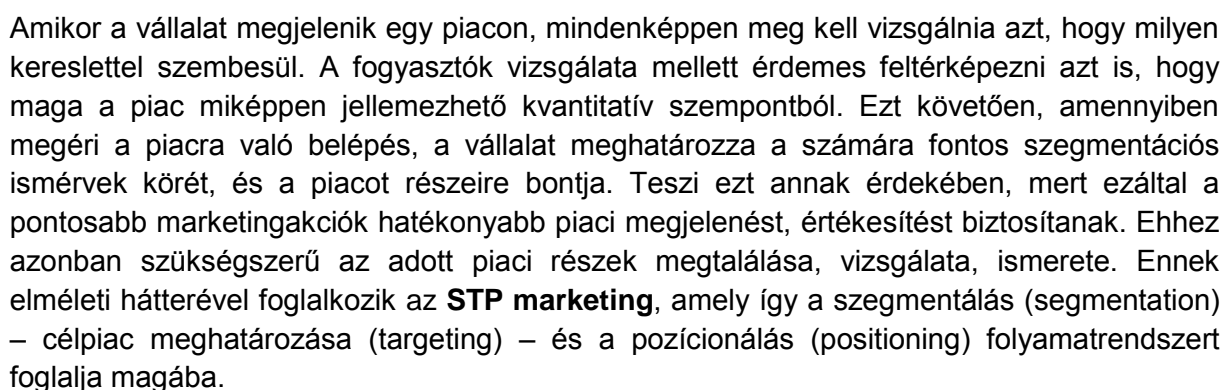 Amikor a vállalat megjelenik egy piacon, mindenképpen meg kell vizsgálnia azt, hogy milyen
kereslettel szembesül. A fogyasztók vizsgálata mellett érdemes feltérképezni azt is, hogy
maga a piac miképpen jellemezhető kvantitatív szempontból. Ezt követően, amennyiben
megéri a piacra való belépés, a vállalat meghatározza a számára fontos szegmentációs
ismérvek körét, és a piacot részeire bontja. Teszi ezt annak érdekében, mert ezáltal a
pontosabb marketingakciók hatékonyabb piaci megjelenést, értékesítést biztosítanak. Ehhez
azonban szükségszerű az adott piaci részek megtalálása, vizsgálata, ismerete. Ennek
elméleti hátterével foglalkozik az STP marketing, amely így a szegmentálás (segmentation)
– célpiac meghatározása (targeting) – és a pozícionálás (positioning) folyamatrendszert
foglalja magába.